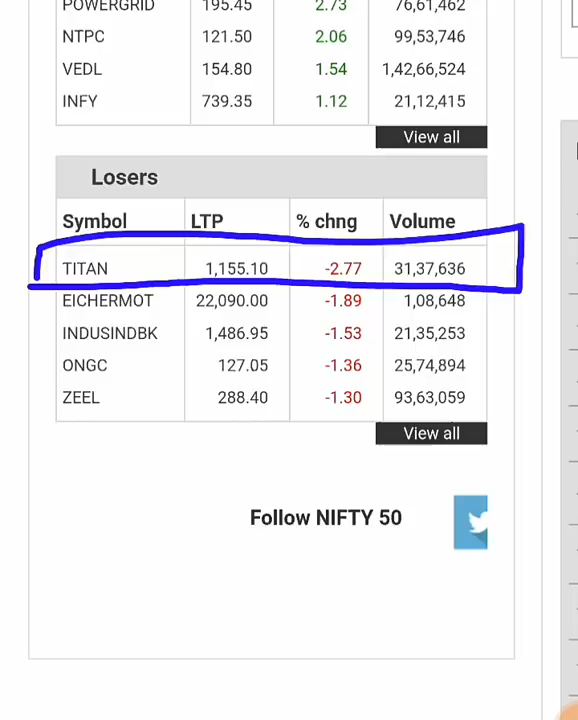 POWERGRID 195.45 2.73 76,61,462
NTPC 121.50 2.06 99,53,746
VEDL 154.80 1.54 1,42,66,524
INFY 739.35 1.12 21,12,415
View all
Losers
Symbol LTP % chng Volume
TITAN 1,155.10 -2.77 31,37,636
EICHERMOT 22,090.00 -1.89 1,08,648
INDUSINDBK 1,486.95 -1.53 21,35,253
ONGC 127.05 -1.36 25,74,894
ZEEL 288.40 -1.30 93,63,059
View all
Follow NIFTY 50